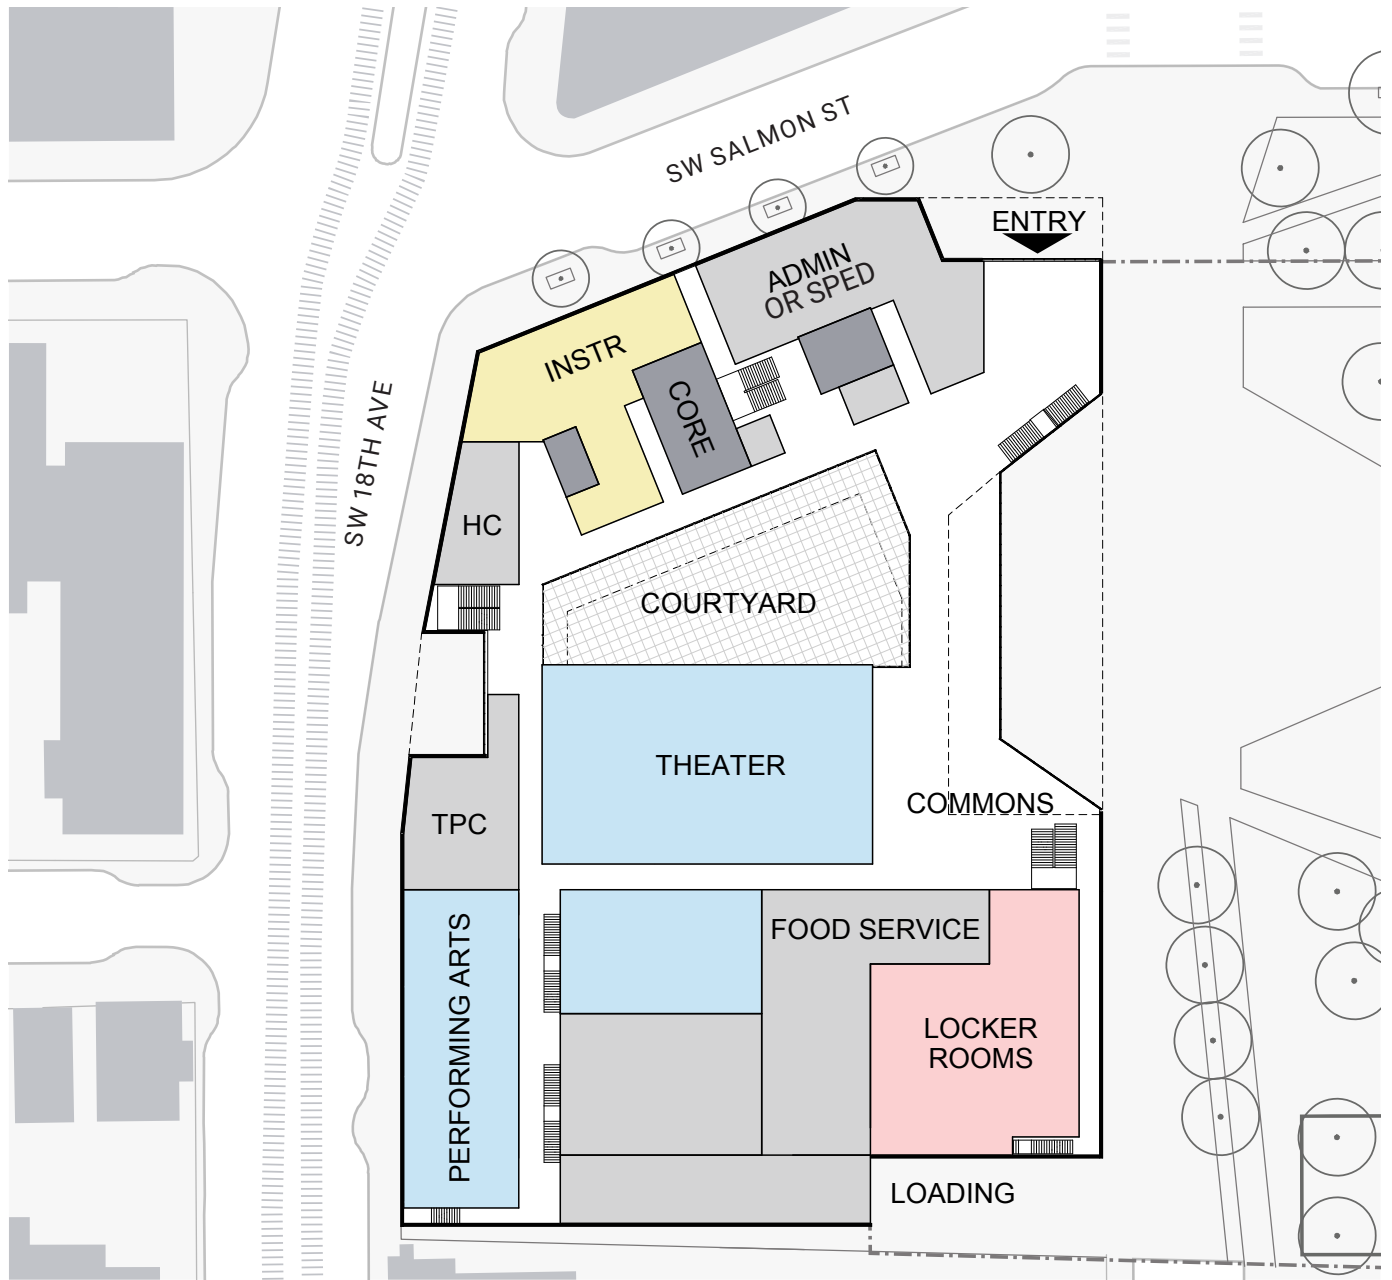 SW SALMON ST
ENTRY
ADMIN
OR SPED
INSTR
CORE
SW 18TH AVE
HC
COURTYARD
THEATER
COMMONS
TPC
FOOD SERVICE
PERFORMING ARTS
LOCKER
ROOMS
LOADING